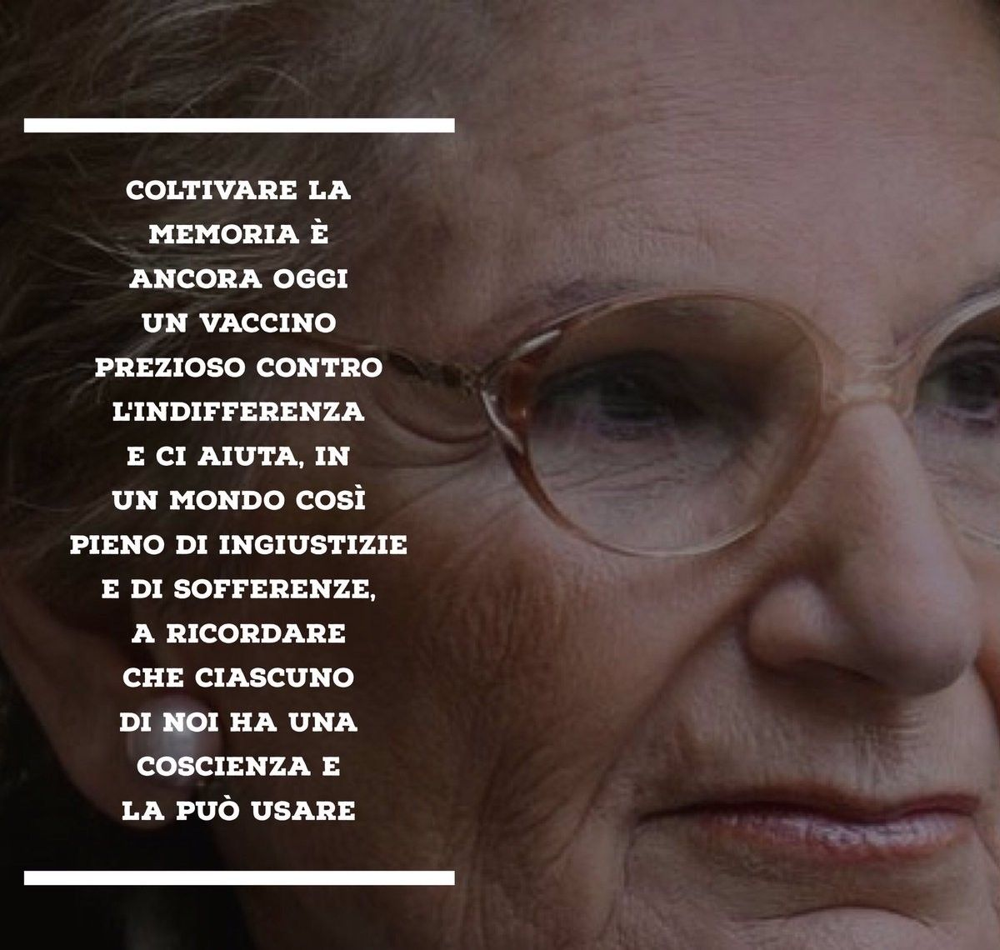 COLTIVARE LA
MEMORIA È
ANCORA OGGI
UN VACCINO
PREZIOSO CONTRO
L'INDIFFERENZA
E CI AIUTA, IN
UN MONDO COSÌ
PIENO DI INGIUSTIZIE
E DI SOFFERENZE,
A RICORDARE
CHE CIASCUNO
DI NOI HA UNA
COSCIENZA E
LA PUÒ USARE